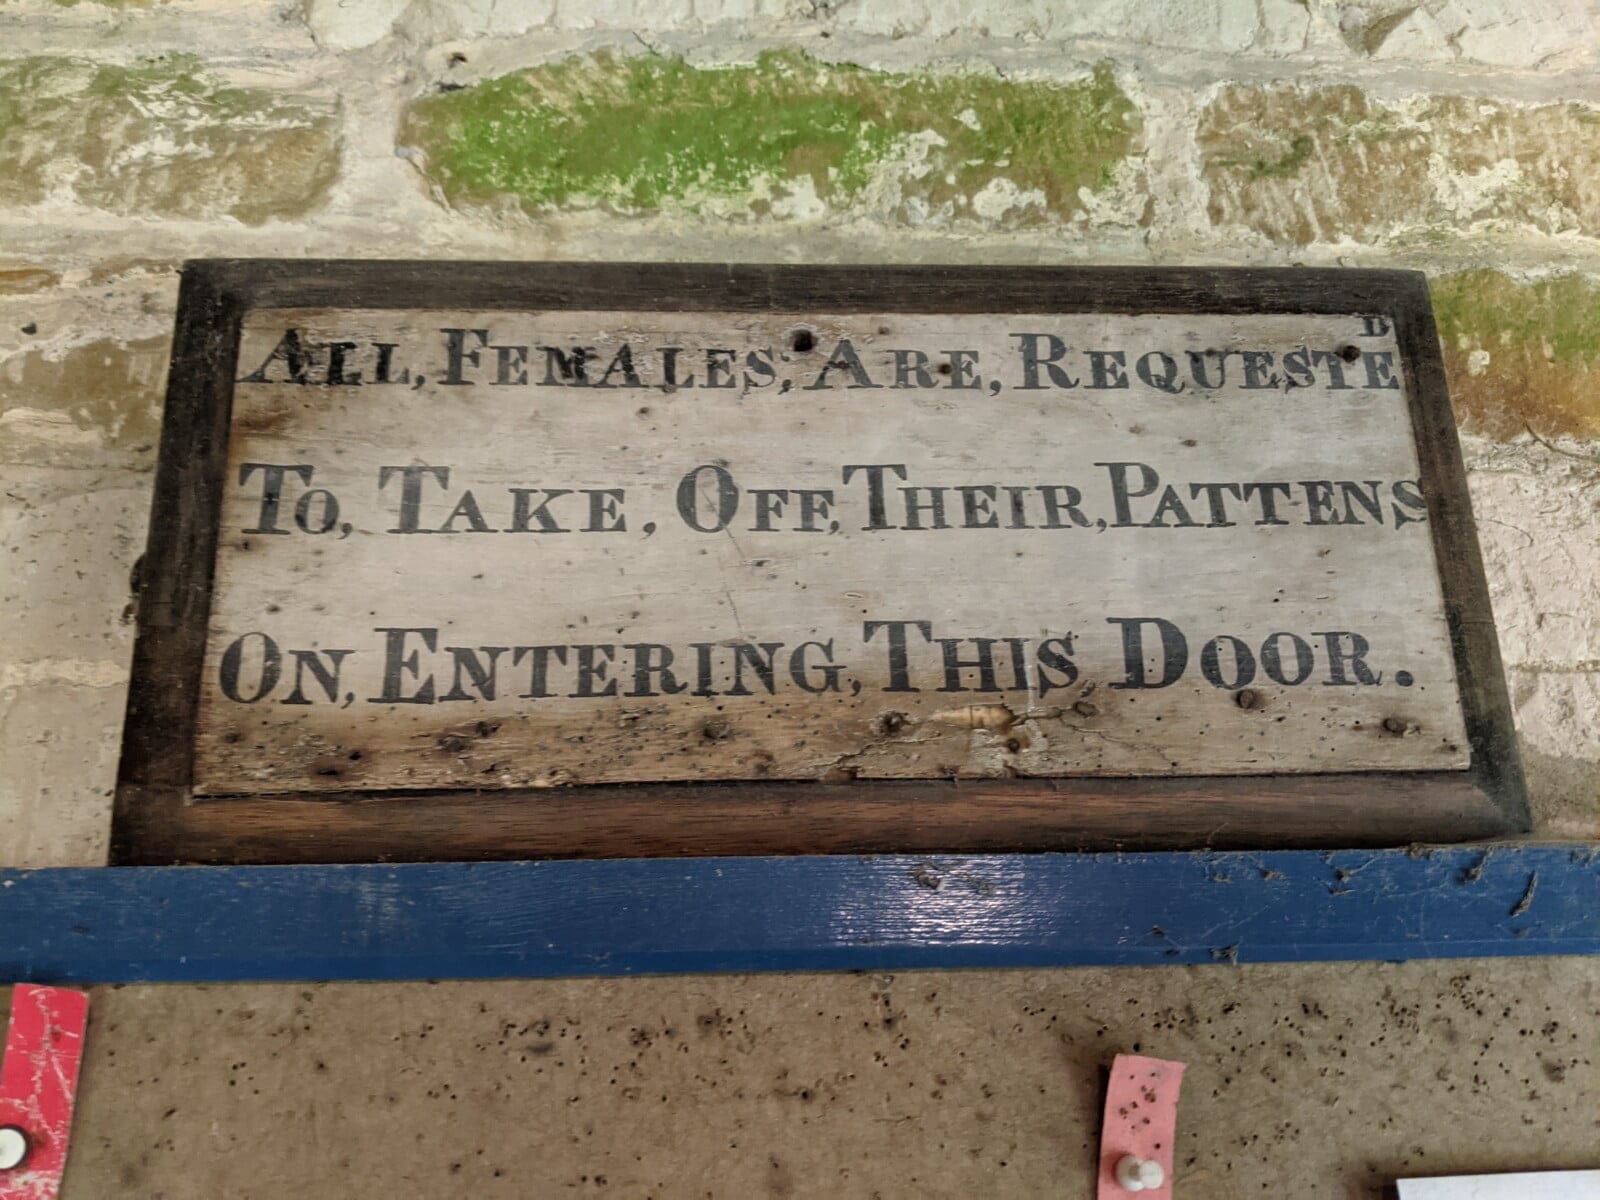 All, Females; Are, Requested
To, Take, Off, Their, Pattens
On, Entering, This Door.